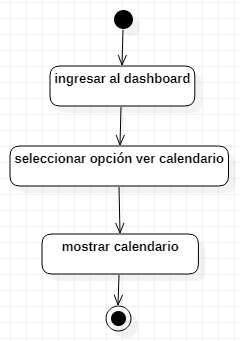 ingresar al dashboard
seleccionar opción ver calendario
mostrar calendario